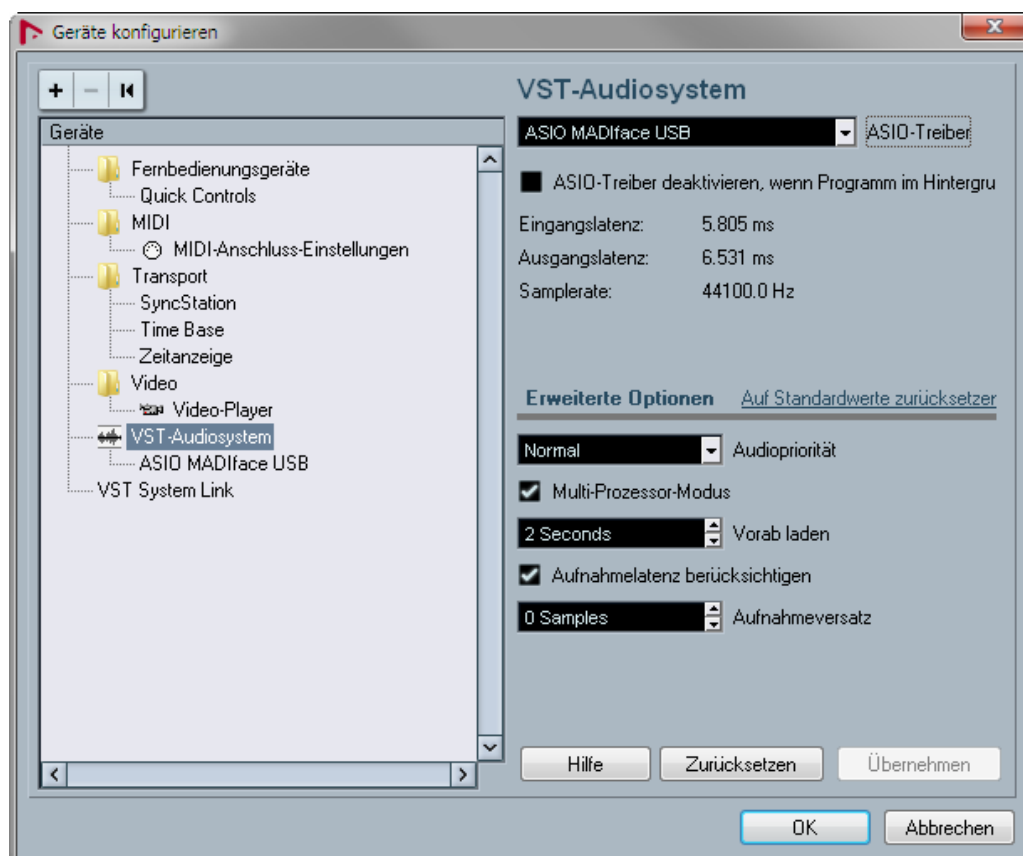 Geräte konfigurieren
Geräte
Fernbedienungsgeräte
Quick Controls
MIDI
MIDI-Anschluss-Einstellungen
Transport
SyncStation
Time Base
Zeitanzeige
Video
Video-Player
VST-Audiosystem
ASIO MADIface USB
VST System Link
VST-Audiosystem
ASIO MADIface USB ASIO-Treiber
ASIO-Treiber deaktivieren, wenn Programm im Hintergru
Eingangslatenz: 5.805 ms
Ausgangslatenz: 6.531 ms
Samplerate: 44100.0 Hz
Erweiterte Optionen Auf Standardwerte zurücksetzer
Normal Audiopriorität
Multi-Prozessor-Modus
2 Seconds Vorab laden
Aufnahmelatenz berücksichtigen
0 Samples Aufnahmeversatz
Hilfe Zurücksetzen Übernehmen
OK Abbrechen